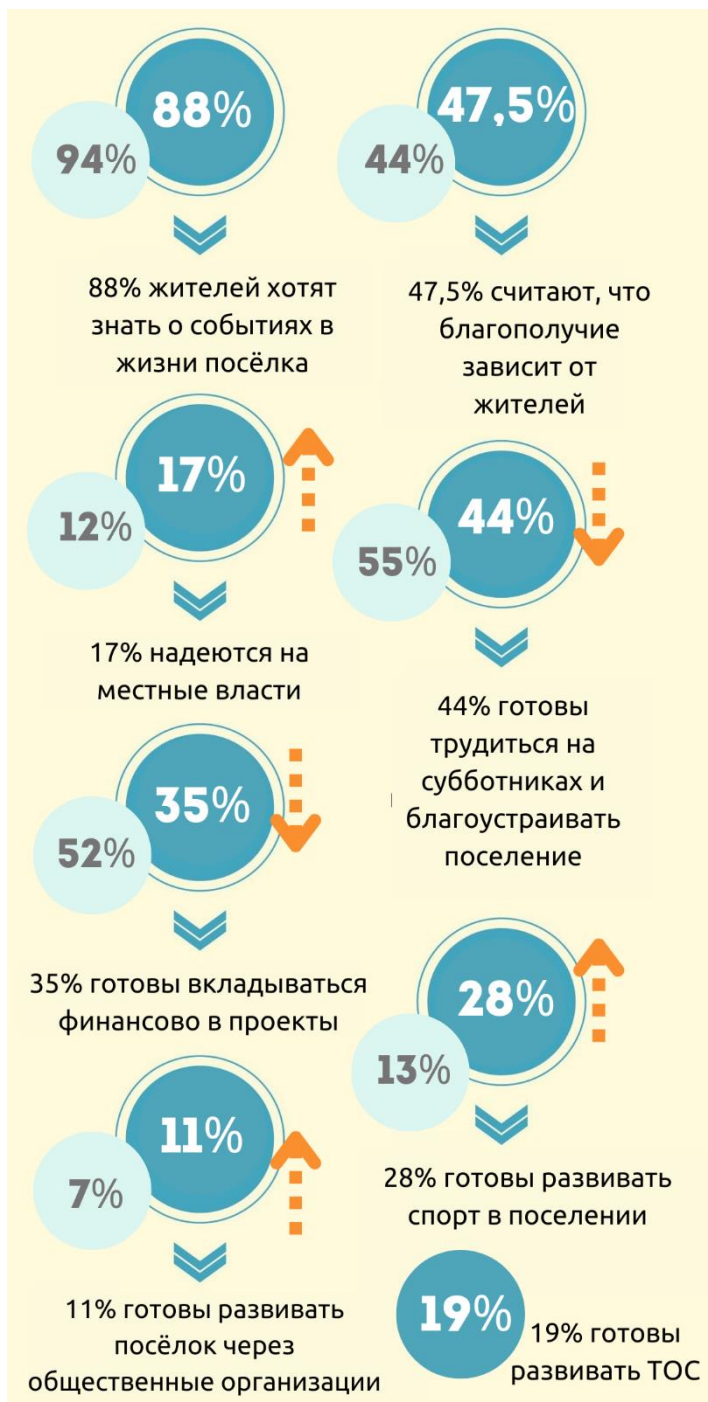 88%
94%
88% жителей хотят
знать о событиях в
жизни посёлка
47,5%
44%
47,5% считают, что
благополучие
зависит от
жителей
17%
12%
17% надеются на
местные власти
44%
55%
44% готовы
трудиться на
субботниках и
благоустраивать
поселение
35%
52%
35% готовы вкладываться
финансово в проекты
28%
13%
28% готовы развивать
спорт в поселении
11%
7%
11% готовы развивать
посёлок через
общественные организации
19%
19% готовы
развивать ТОС